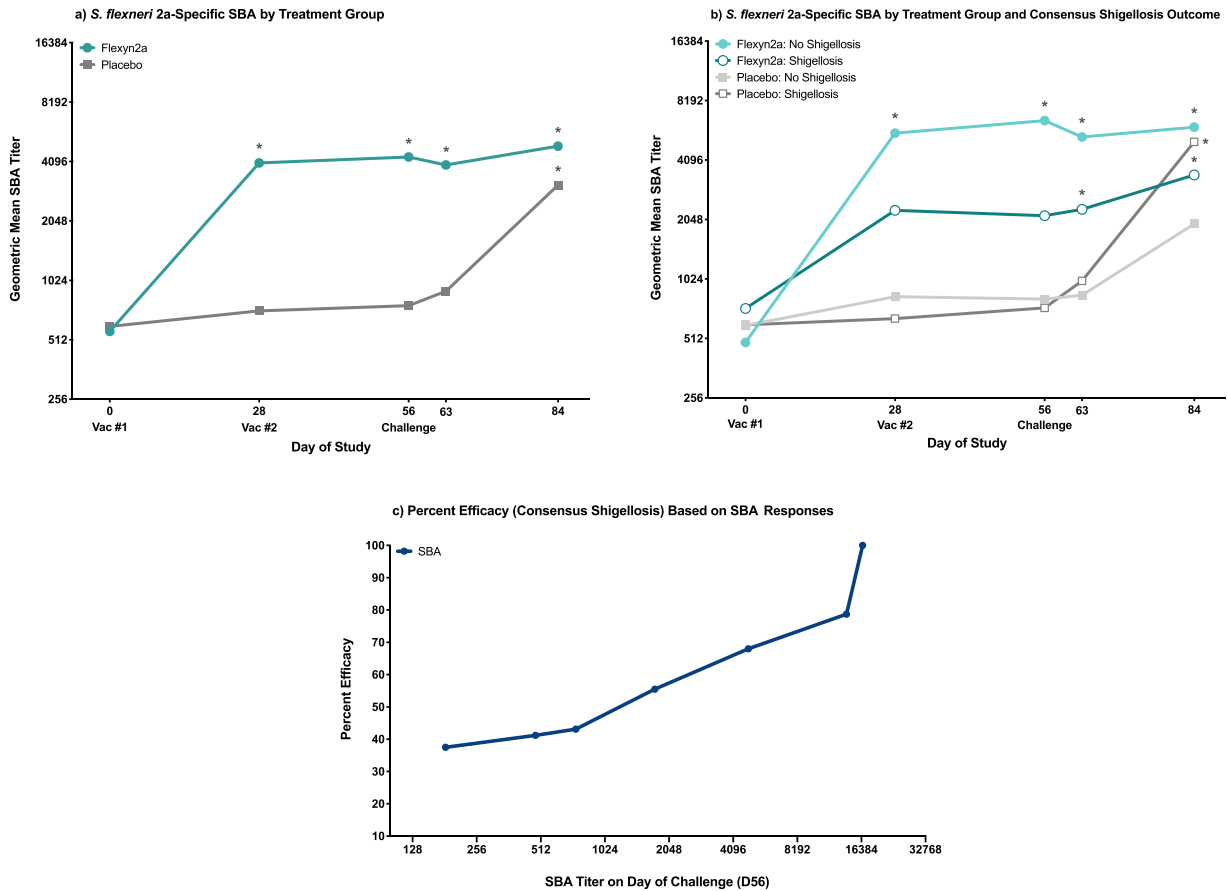 a) S. flexneri 2a-Specific SBA by Treatment Group
Flexyn2a
Placebo
Geometric Mean SBA Titer
16384
8192
4096
2048
1024
512
256
* * * * *
0 28 56 63 84
Vac #1 Vac #2 Challenge
Day of Study
b) S. flexneri 2a-Specific SBA by Treatment Group and Consensus Shigellosis Outcome
Flexyn2a: No Shigellosis
Flexyn2a: Shigellosis
Placebo: No Shigellosis
Placebo: Shigellosis
Geometric Mean SBA Titer
16384
8192
4096
2048
1024
512
256
* * * * * * *
0 28 56 63 84
Vac #1 Vac #2 Challenge
Day of Study
c) Percent Efficacy (Consensus Shigellosis) Based on SBA Responses
SBA
Percent Efficacy
100
90
80
70
60
50
40
30
20
10
128 256 512 1024 2048 4096 8192 16384 32768
SBA Titer on Day of Challenge (D56)